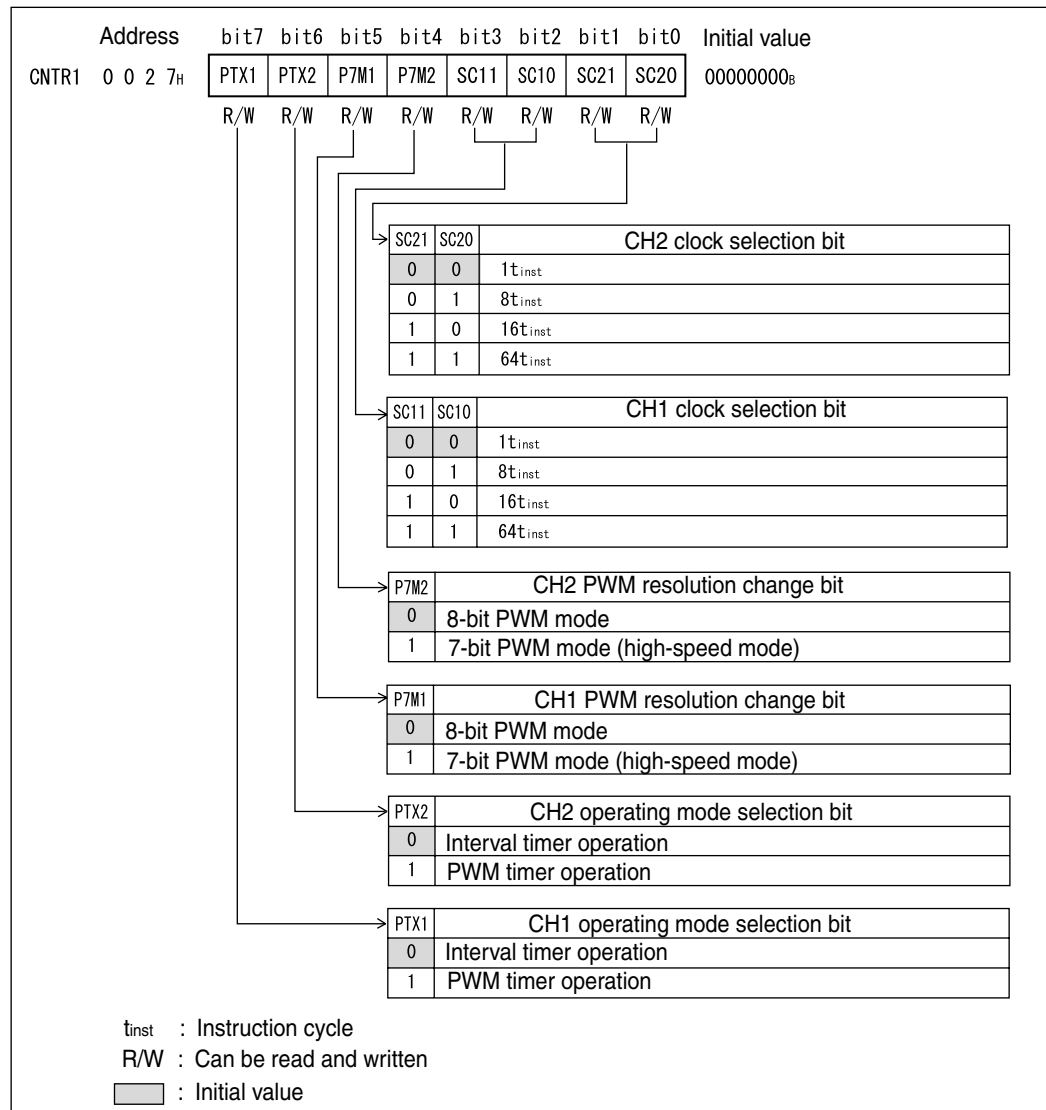 Address bit7 bit6 bit5 bit4 bit3 bit2 bit1 bit0 Initial value
CNTR1 0 0 2 7H PTX1 PTX2 P7M1 P7M2 SC11 SC10 SC21 SC20 00000000B
R/W R/W R/W R/W R/W R/W R/W R/W
SC21 SC20 CH2 clock selection bit
0 0 1tinst
0 1 8tinst
1 0 16tinst
1 1 64tinst
SC11 SC10 CH1 clock selection bit
0 0 1tinst
0 1 8tinst
1 0 16tinst
1 1 64tinst
P7M2 CH2 PWM resolution change bit
0 8-bit PWM mode
1 7-bit PWM mode (high-speed mode)
P7M1 CH1 PWM resolution change bit
0 8-bit PWM mode
1 7-bit PWM mode (high-speed mode)
PTX2 CH2 operating mode selection bit
0 Interval timer operation
1 PWM timer operation
PTX1 CH1 operating mode selection bit
0 Interval timer operation
1 PWM timer operation
tinst : Instruction cycle
R/W : Can be read and written
: Initial value